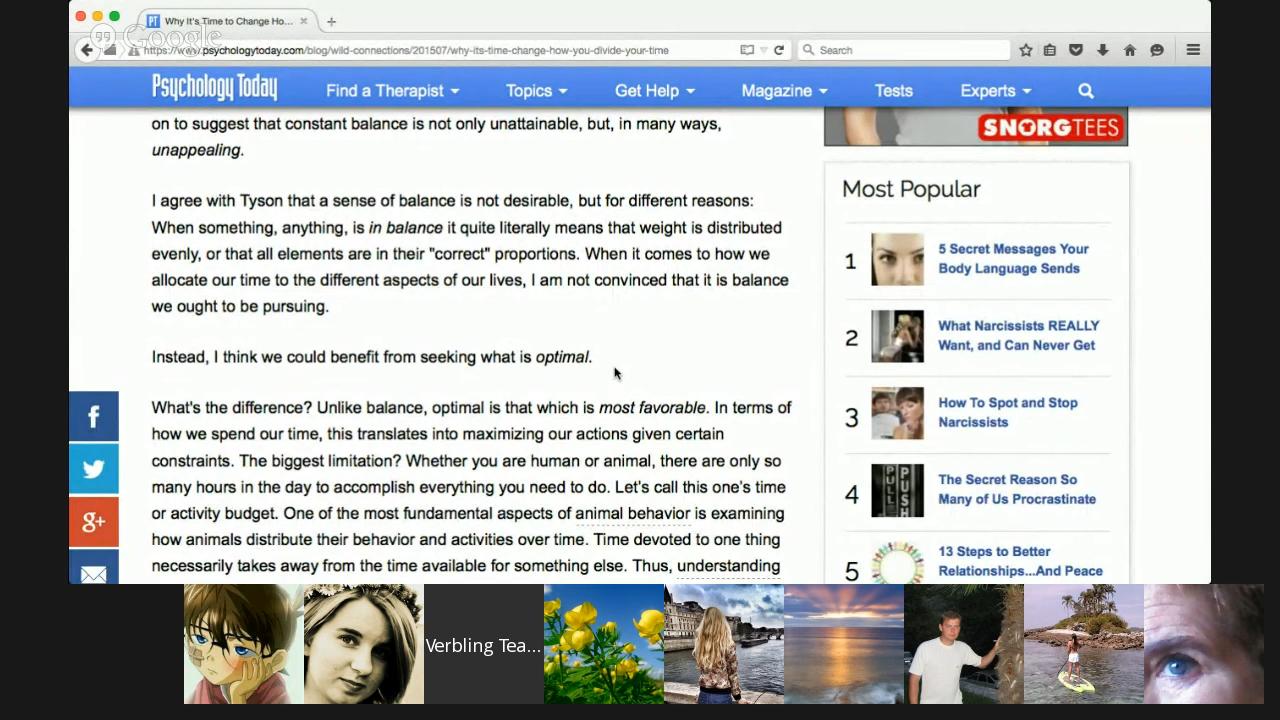 PT Why It's Time to Change Ho... × +
Google
https://www.psychologytoday.com/blog/wild-connections/201507/why-its-time-change-how-you-divide-your-time
Search
Psychology Today
Find a Therapist
Topics
Get Help
Magazine
Tests
Experts
on to suggest that constant balance is not only unattainable, but, in many ways,
unappealing.
I agree with Tyson that a sense of balance is not desirable, but for different reasons:
When something, anything, is in balance it quite literally means that weight is distributed
evenly, or that all elements are in their "correct" proportions. When it comes to how we
allocate our time to the different aspects of our lives, I am not convinced that it is balance
we ought to be pursuing.
Instead, I think we could benefit from seeking what is optimal.
What's the difference? Unlike balance, optimal is that which is most favorable. In terms of
how we spend our time, this translates into maximizing our actions given certain
constraints. The biggest limitation? Whether you are human or animal, there are only so
many hours in the day to accomplish everything you need to do. Let's call this one's time
or activity budget. One of the most fundamental aspects of animal behavior is examining
how animals distribute their behavior and activities over time. Time devoted to one thing
necessarily takes away from the time available for something else. Thus, understanding
f
g+
SNORGTEES
Most Popular
1
5 Secret Messages Your
Body Language Sends
2
What Narcissists REALLY
Want, and Can Never Get
3
How To Spot and Stop
Narcissists
4
PULL
PUSH
The Secret Reason So
Many of Us Procrastinate
5
13 Steps to Better
Relationships...And Peace
Verbling Tea...